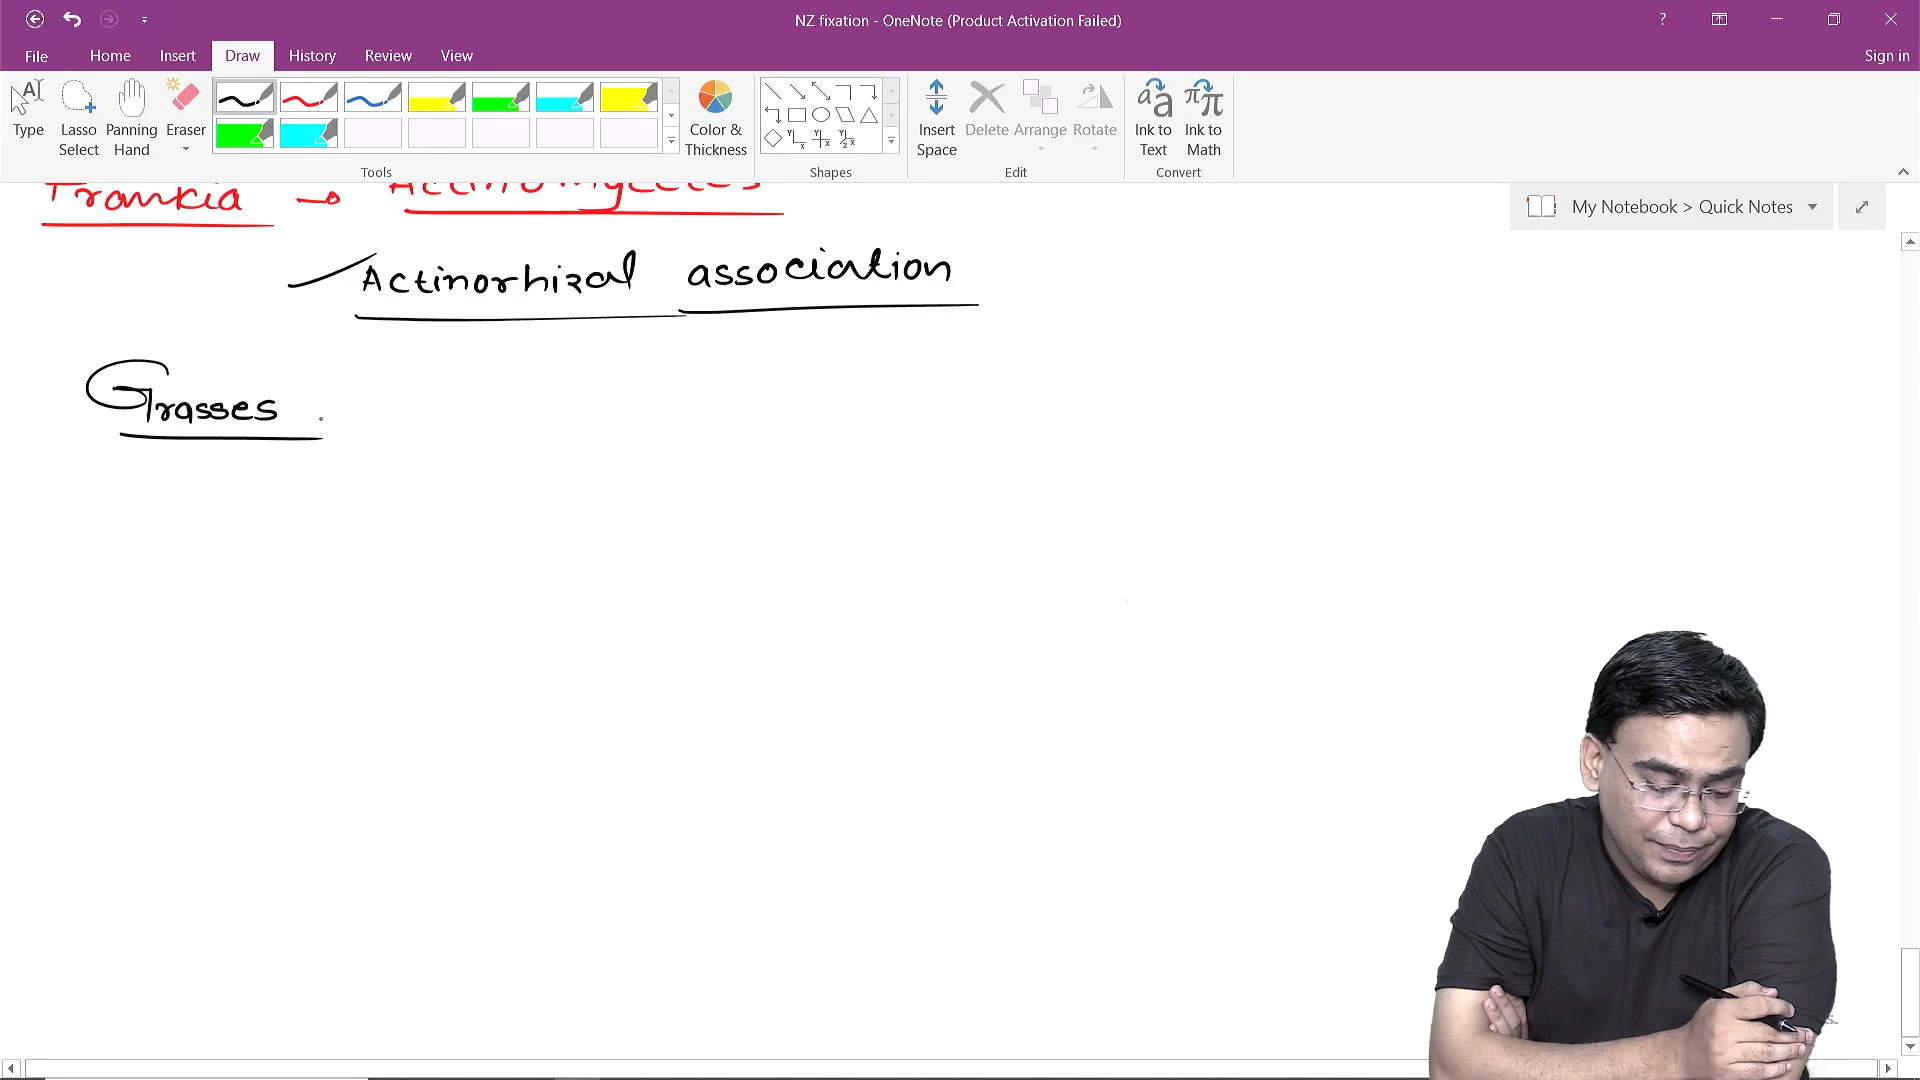 NZ fixation - OneNote (Product Activation Failed)
?
File Home Insert Draw History Review View
Sign in
Type
Lasso Select
Panning Hand
Eraser
Color & Thickness
Insert Space
Delete
Arrange
Rotate
Ink to Text
Ink to Math
Tools
Shapes
Edit
Convert
My Notebook > Quick Notes
Frankia → Actinomycetes
Actinorhizal association
Grasses